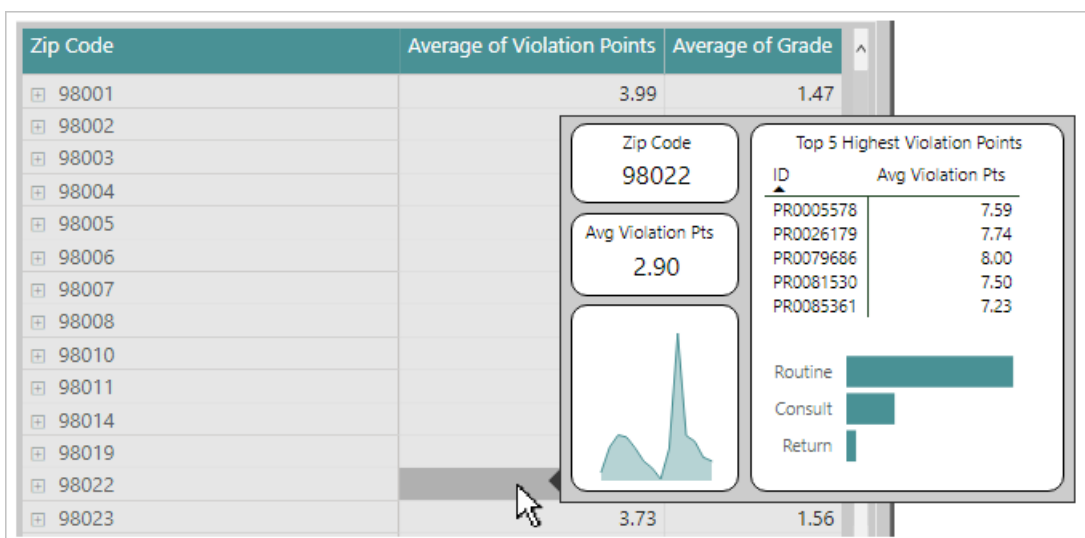 Zip Code Average of Violation Points Average of Grade
98001 3.99 1.47
98002
98003
98004
98005
98006
98007
98008
98010
98011
98014
98019
98022
98023 3.73 1.56
Zip Code
98022
Avg Violation Pts
2.90
Top 5 Highest Violation Points
ID Avg Violation Pts
PR0005578 7.59
PR0026179 7.74
PR0079686 8.00
PR0081530 7.50
PR0085361 7.23
Routine
Consult
Return